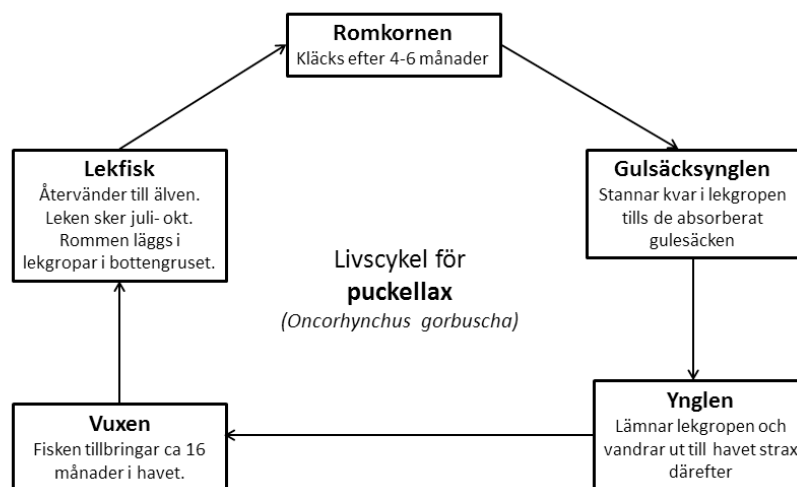 Romkornen
Kläcks efter 4-6 månader
Lekfisk
Återvänder till älven.
Leken sker juli- okt.
Rommen läggs i
lekgropar i bottengruset.
Gulsäcksynglen
Stannar kvar i lekgropen
tills de absorberat
gulesäcken
Livscykel för
puckellax
(Oncorhynchus gorbuscha)
Vuxen
Fisken tillbringar ca 16
månader i havet.
Ynglen
Lämnar lekgropen och
vandrar ut till havet strax
därefter